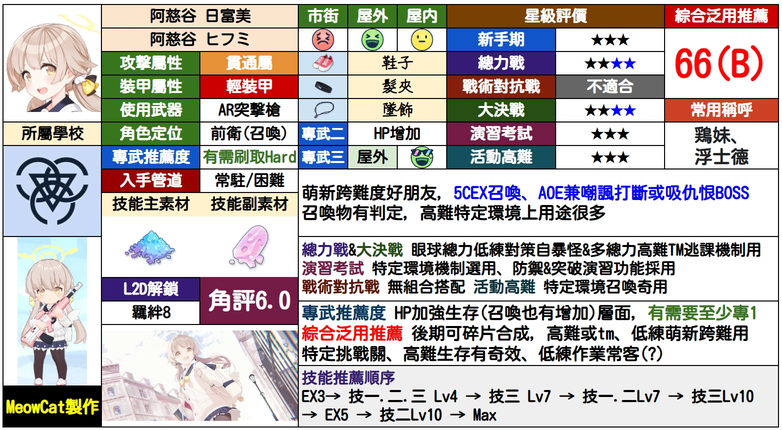 阿慈谷 日富美
阿慈谷 ヒフミ
攻擊屬性 貫通屬
裝甲屬性 輕裝甲
使用武器 AR突擊槍
角色定位 前衛(召喚)
專武推薦度 有需刷取Hard
入手管道 常駐/困難
技能主素材 技能副素材
L2D解鎖
羈絆8
角評6.0
所屬學校
MeowCat製作
市街 屋外 屋內
鞋子
髮夾
墜飾
專武二 HP增加
專武三 屋外
星級評價
新手期 ★★★
總力戰 ★★★★
戰術對抗戰 不適合
大決戰 ★★★★
演習考試 ★★★
活動高難 ★★★
綜合泛用推薦
66(B)
常用稱呼
鶏妹、
浮士德
萌新跨難度好朋友, 5CEX召喚、AOE兼嘲諷打斷或吸仇恨BOSS
召喚物有判定, 高難特定環境上用途很多
總力戰&大決戰 眼球總力低練對策自暴怪&多總力高難TM逃課機制用
演習考試 特定環境機制選用、防禦&突破演習功能採用
戰術對抗戰 無組合搭配 活動高難 特定環境召喚奇用
專武推薦度 HP加強生存(召喚也有增加)層面, 有需要至少專1
綜合泛用推薦 後期可碎片合成, 高難或tm、低練萌新跨難用
特定挑戰關、高難生存有奇效、低練作業常客(?)
技能推薦順序
EX3→ 技一.二.三 Lv4 → 技三 Lv7 → 技一.二Lv7 → 技三Lv10
→ EX5 → 技二Lv10 → Max